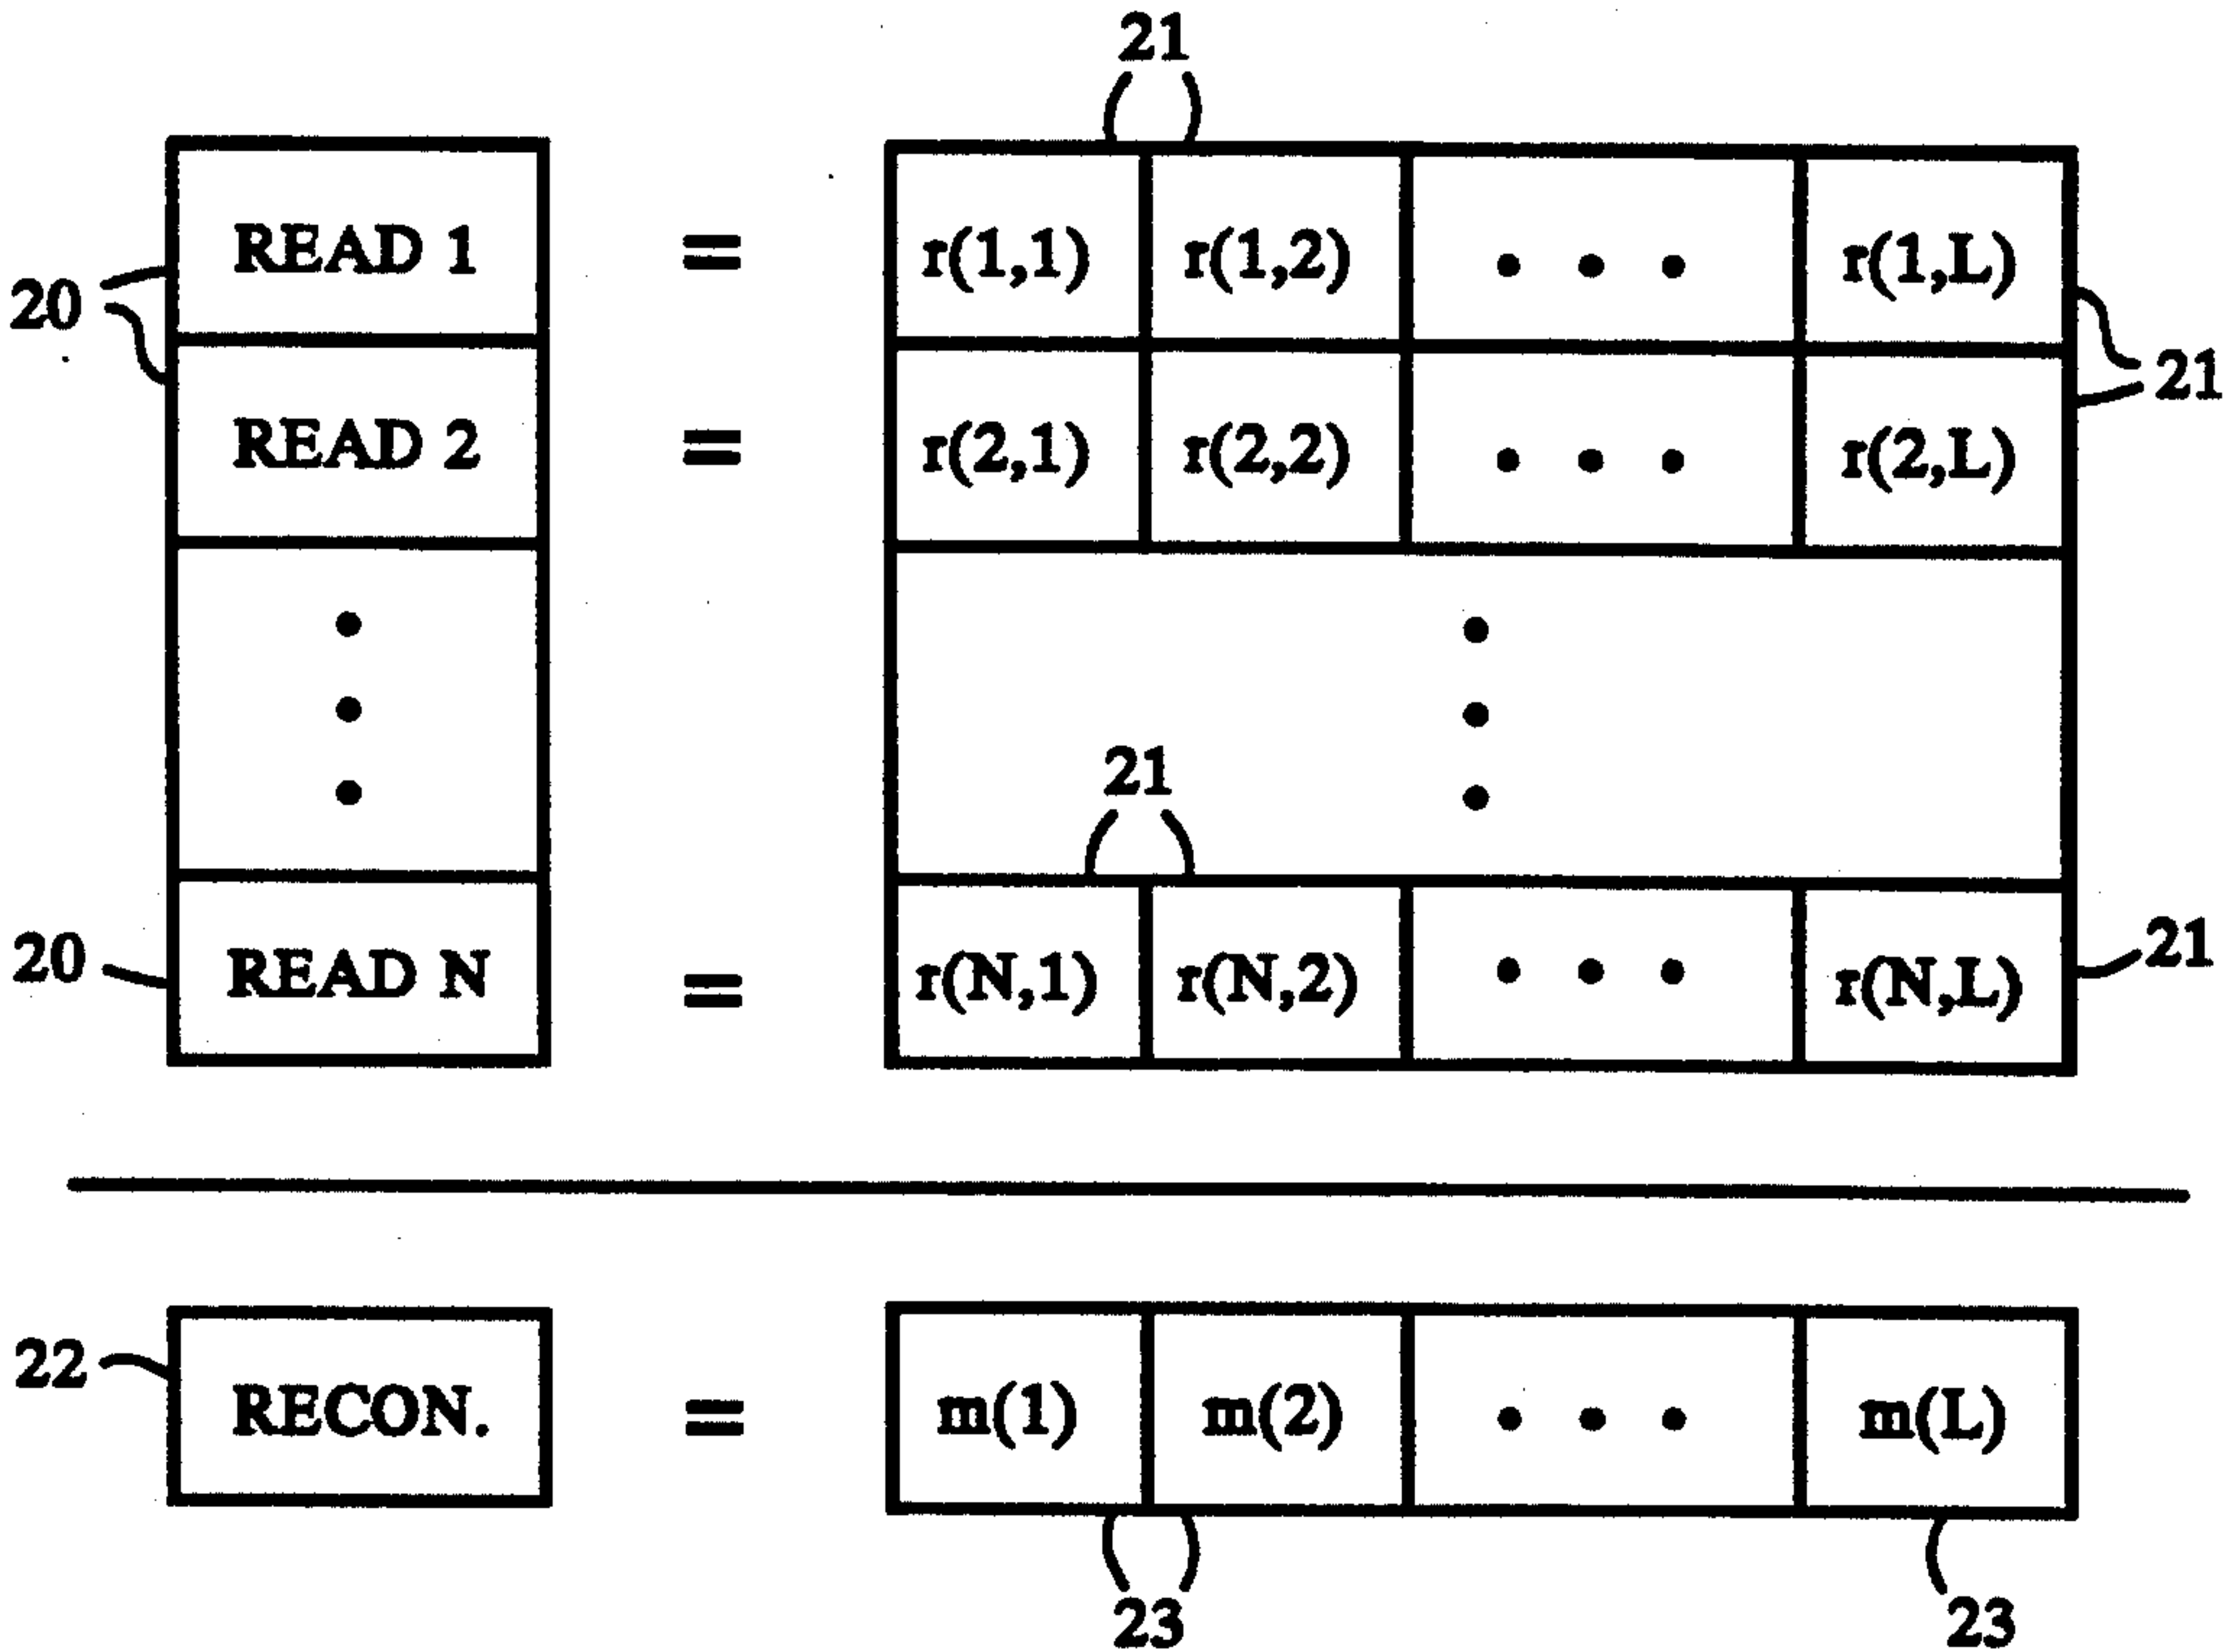 21
READ 1 = r(1,1) r(1,2) • • • r(1,L)
20
21
READ 2 = r(2,1) r(2,2) • • • r(2,L)
•
•
•
21
20 READ N = r(N,1) r(N,2) • • • r(N,L) 21
22 RECON. = m(1) m(2) • • • m(L)
23 23